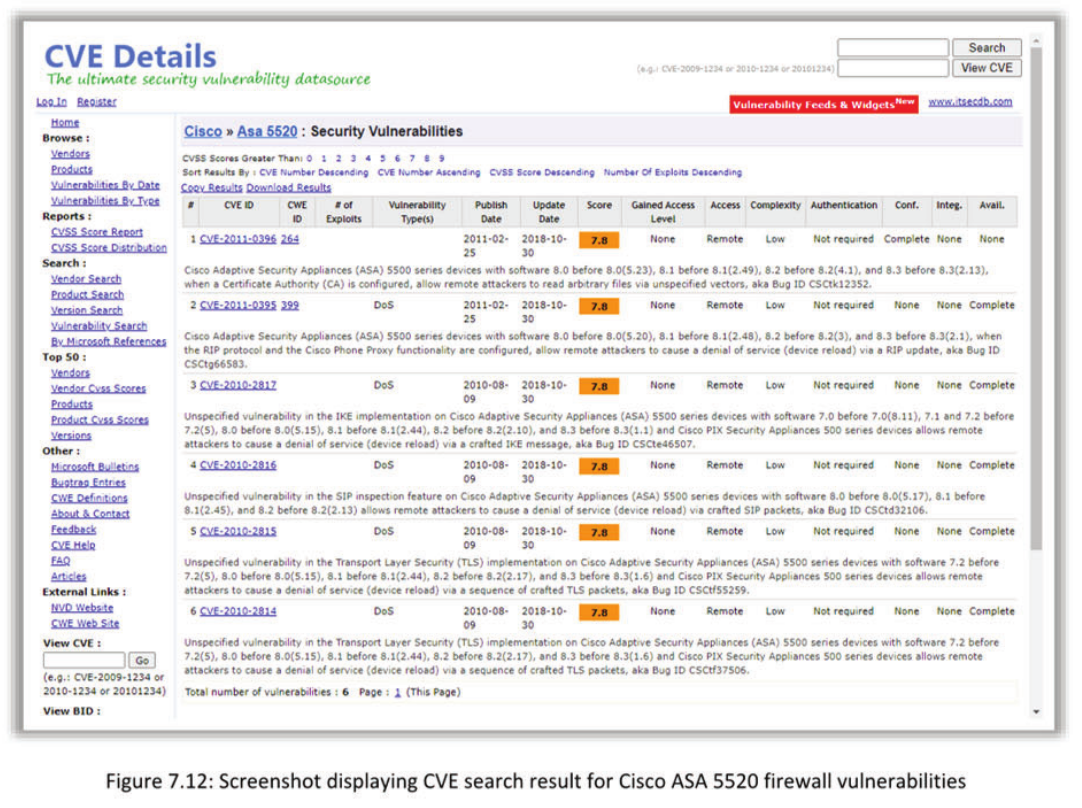 CVE Details
The ultimate security vulnerability datasource
Search
(e.g.: CVE-2009-1234 or 2010-1234 or 20101234)
View CVE
Log In Register
Vulnerability Feeds & WidgetsNew www.itsecdb.com
Home
Browse :
Vendors
Products
Vulnerabilities By Date
Vulnerabilities By Type
Reports :
CVSS Score Report
CVSS Score Distribution
Search :
Vendor Search
Product Search
Version Search
Vulnerability Search
By Microsoft References
Top 50 :
Vendors
Vendor Cvss Scores
Products
Product Cvss Scores
Versions
Other :
Microsoft Bulletins
Bugtraq Entries
CWE Definitions
About & Contact
Feedback
CVE Help
FAQ
Articles
External Links :
NVD Website
CWE Web Site
View CVE :
Go
(e.g.: CVE-2009-1234 or
2010-1234 or 20101234)
View BID :
Cisco » Asa 5520 : Security Vulnerabilities
CVSS Scores Greater Than: 0 1 2 3 4 5 6 7 8 9
Sort Results By : CVE Number Descending CVE Number Ascending CVSS Score Descending Number Of Exploits Descending
Copy Results Download Results
# CVE ID CWE ID # of Exploits Vulnerability Type(s) Publish Date Update Date Score Gained Access Level Access Complexity Authentication Conf. Integ. Avail.
1 CVE-2011-0396 264 2011-02-25 2018-10-30 7.8 None Remote Low Not required Complete None None
Cisco Adaptive Security Appliances (ASA) 5500 series devices with software 8.0 before 8.0(5.23), 8.1 before 8.1(2.49), 8.2 before 8.2(4.1), and 8.3 before 8.3(2.13),
when a Certificate Authority (CA) is configured, allow remote attackers to read arbitrary files via unspecified vectors, aka Bug ID CSCtk12352.
2 CVE-2011-0395 399 DoS 2011-02-25 2018-10-30 7.8 None Remote Low Not required None None Complete
Cisco Adaptive Security Appliances (ASA) 5500 series devices with software 8.0 before 8.0(5.20), 8.1 before 8.1(2.48), 8.2 before 8.2(3), and 8.3 before 8.3(2.1), when
the RIP protocol and the Cisco Phone Proxy functionality are configured, allow remote attackers to cause a denial of service (device reload) via a RIP update, aka Bug ID
CSCtg66583.
3 CVE-2010-2817 DoS 2010-08-09 2018-10-30 7.8 None Remote Low Not required None None Complete
Unspecified vulnerability in the IKE implementation on Cisco Adaptive Security Appliances (ASA) 5500 series devices with software 7.0 before 7.0(8.11), 7.1 and 7.2 before
7.2(5), 8.0 before 8.0(5.15), 8.1 before 8.1(2.44), 8.2 before 8.2(2.10), and 8.3 before 8.3(1.1) and Cisco PIX Security Appliances 500 series devices allows remote
attackers to cause a denial of service (device reload) via a crafted IKE message, aka Bug ID CSCte46507.
4 CVE-2010-2816 DoS 2010-08-09 2018-10-30 7.8 None Remote Low Not required None None Complete
Unspecified vulnerability in the SIP inspection feature on Cisco Adaptive Security Appliances (ASA) 5500 series devices with software 8.0 before 8.0(5.17), 8.1 before
8.1(2.45), and 8.2 before 8.2(2.13) allows remote attackers to cause a denial of service (device reload) via crafted SIP packets, aka Bug ID CSCtd32106.
5 CVE-2010-2815 DoS 2010-08-09 2018-10-30 7.8 None Remote Low Not required None None Complete
Unspecified vulnerability in the Transport Layer Security (TLS) implementation on Cisco Adaptive Security Appliances (ASA) 5500 series devices with software 7.2 before
7.2(5), 8.0 before 8.0(5.15), 8.1 before 8.1(2.44), 8.2 before 8.2(2.17), and 8.3 before 8.3(1.6) and Cisco PIX Security Appliances 500 series devices allows remote
attackers to cause a denial of service (device reload) via a sequence of crafted TLS packets, aka Bug ID CSCtf55259.
6 CVE-2010-2814 DoS 2010-08-09 2018-10-30 7.8 None Remote Low Not required None None Complete
Unspecified vulnerability in the Transport Layer Security (TLS) implementation on Cisco Adaptive Security Appliances (ASA) 5500 series devices with software 7.2 before
7.2(5), 8.0 before 8.0(5.15), 8.1 before 8.1(2.44), 8.2 before 8.2(2.17), and 8.3 before 8.3(1.6) and Cisco PIX Security Appliances 500 series devices allows remote
attackers to cause a denial of service (device reload) via a sequence of crafted TLS packets, aka Bug ID CSCtf37506.
Total number of vulnerabilities : 6 Page : 1 (This Page)
Figure 7.12: Screenshot displaying CVE search result for Cisco ASA 5520 firewall vulnerabilities